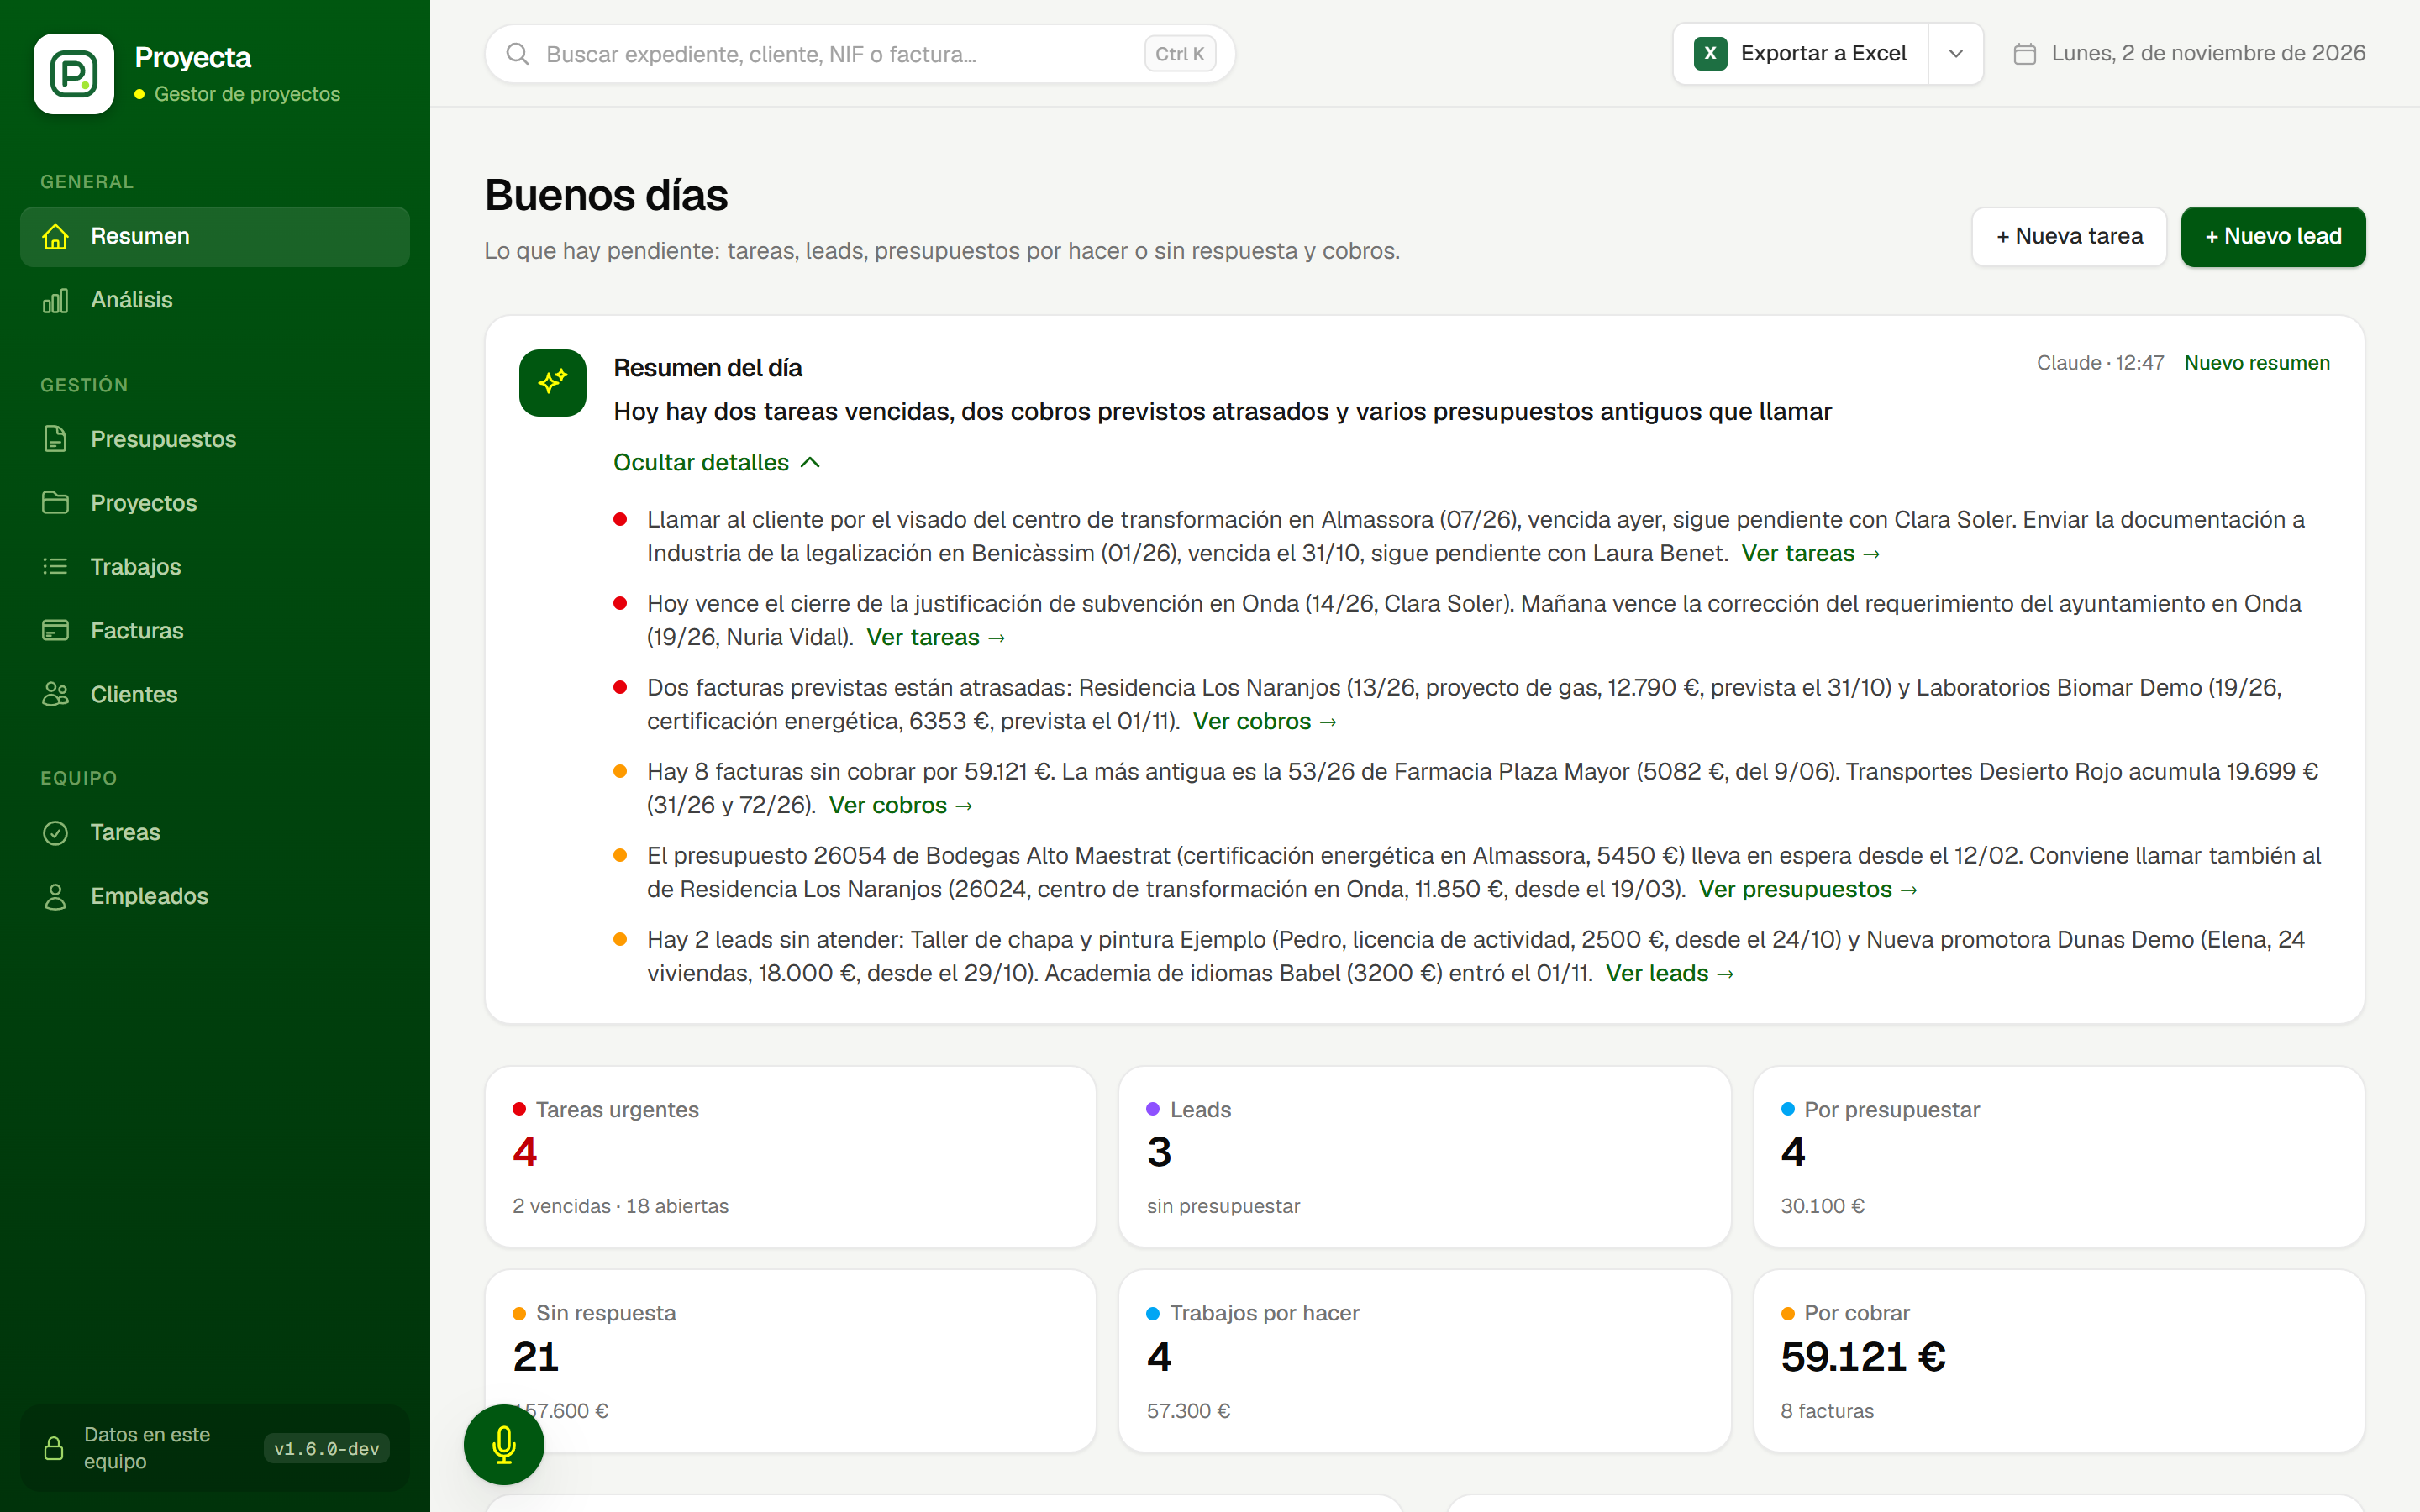 Proyecta
Gestor de proyectos
GENERAL
Resumen
Análisis
GESTIÓN
Presupuestos
Proyectos
Trabajos
Facturas
Clientes
EQUIPO
Tareas
Empleados
Datos en este
equipo
v1.6.0-dev
Buscar expediente, cliente, NIF o factura...
Ctrl K
X
Exportar a Excel
Lunes, 2 de noviembre de 2026
Buenos días
Lo que hay pendiente: tareas, leads, presupuestos por hacer o sin respuesta y cobros.
+ Nueva tarea
+ Nuevo lead
Resumen del día
Claude · 12:47
Nuevo resumen
Hoy hay dos tareas vencidas, dos cobros previstos atrasados y varios presupuestos antiguos que llamar
Ocultar detalles
Llamar al cliente por el visado del centro de transformación en Almassora (07/26), vencida ayer, sigue pendiente con Clara Soler. Enviar la documentación a
Industria de la legalización en Benicàssim (01/26), vencida el 31/10, sigue pendiente con Laura Benet. Ver tareas →
Hoy vence el cierre de la justificación de subvención en Onda (14/26, Clara Soler). Mañana vence la corrección del requerimiento del ayuntamiento en Onda
(19/26, Nuria Vidal). Ver tareas →
Dos facturas previstas están atrasadas: Residencia Los Naranjos (13/26, proyecto de gas, 12.790 €, prevista el 31/10) y Laboratorios Biomar Demo (19/26,
certificación energética, 6353 €, prevista el 01/11). Ver cobros →
Hay 8 facturas sin cobrar por 59.121 €. La más antigua es la 53/26 de Farmacia Plaza Mayor (5082 €, del 9/06). Transportes Desierto Rojo acumula 19.699 €
(31/26 y 72/26). Ver cobros →
El presupuesto 26054 de Bodegas Alto Maestrat (certificación energética en Almassora, 5450 €) lleva en espera desde el 12/02. Conviene llamar también al
de Residencia Los Naranjos (26024, centro de transformación en Onda, 11.850 €, desde el 19/03). Ver presupuestos →
Hay 2 leads sin atender: Taller de chapa y pintura Ejemplo (Pedro, licencia de actividad, 2500 €, desde el 24/10) y Nueva promotora Dunas Demo (Elena, 24
viviendas, 18.000 €, desde el 29/10). Academia de idiomas Babel (3200 €) entró el 01/11. Ver leads →
Tareas urgentes
4
2 vencidas · 18 abiertas
Leads
3
sin presupuestar
Por presupuestar
4
30.100 €
Sin respuesta
21
57.600 €
Trabajos por hacer
4
57.300 €
Por cobrar
59.121 €
8 facturas